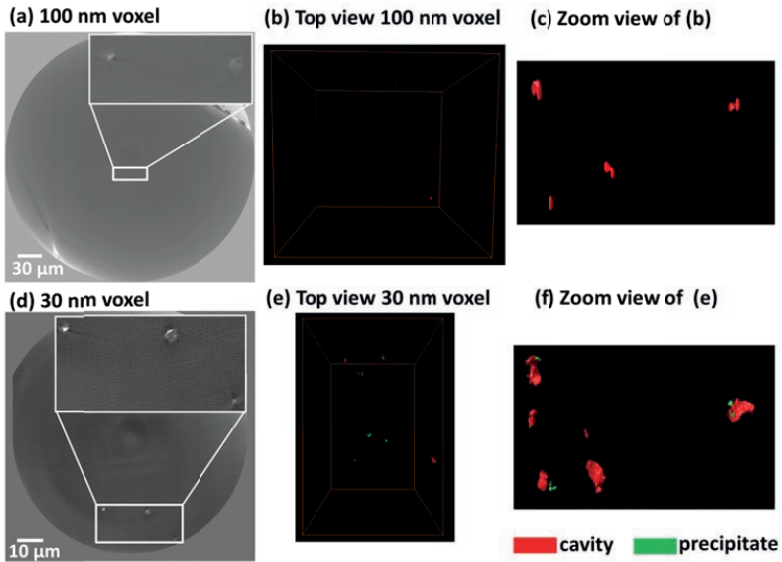 (a) 100 nm voxel
(b) Top view 100 nm voxel
(c) Zoom view of (b)
30 µm
(d) 30 nm voxel
(e) Top view 30 nm voxel
(f) Zoom view of (e)
10 µm
cavity
precipitate